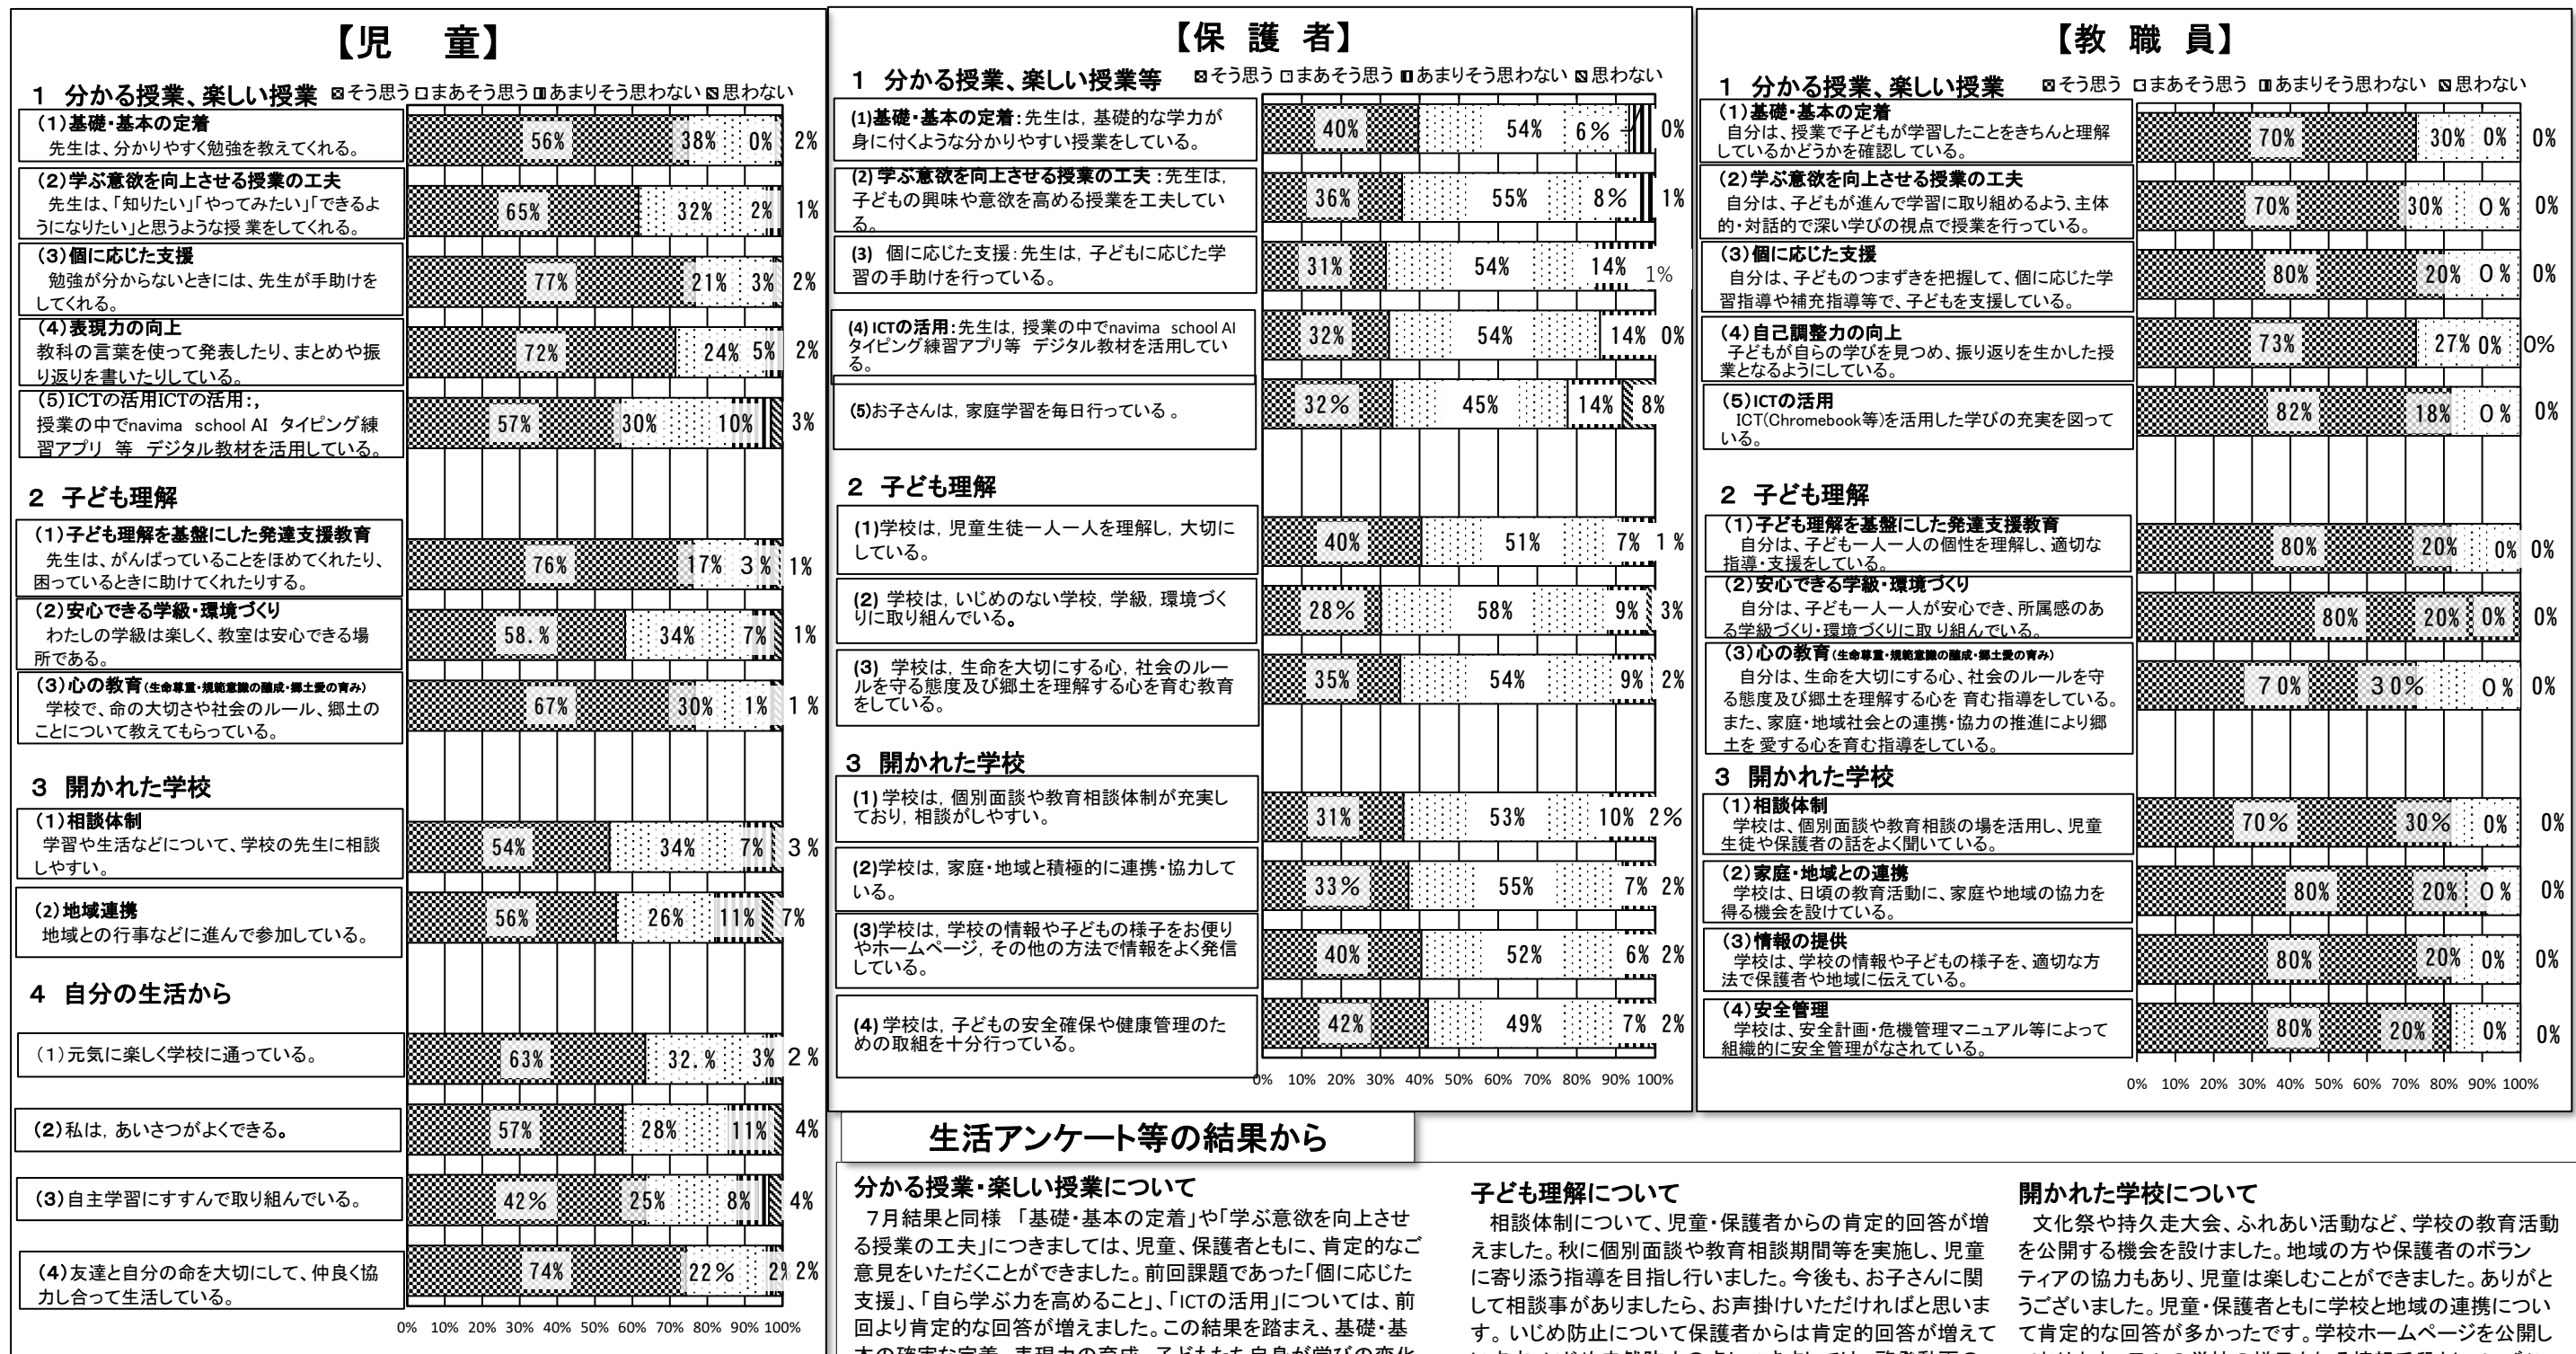 【児　童】
1　分かる授業、楽しい授業　そう思う まあそう思う あまりそう思わない 思わない
(1)基礎・基本の定着
先生は、分かりやすく勉強を教えてくれる。
56% 38% 0% 2%
(2)学ぶ意欲を向上させる授業の工夫
先生は、「知りたい」「やってみたい」「できるよ
うになりたい」と思うような授 業をしてくれる。
65% 32% 2% 1%
(3)個に応じた支援
勉強が分からないときには、先生が手助けを
してくれる。
77% 21% 3% 2%
(4)表現力の向上
教科の言葉を使って発表したり、まとめや振
り返りを書いたりしている。
72% 24% 5% 2%
(5)ICTの活用ICTの活用:,
授業の中でnavima　school AI　タイピング練
習アプリ　等　デジタル教材を活用している。
57% 30% 10% 3%
2　子ども理解
(1)子ども理解を基盤にした発達支援教育
先生は、がんばっていることをほめてくれたり、
困っているときに助けてくれたりする。
76% 17% 3% 1%
(2)安心できる学級・環境づくり
わたしの学級は楽しく、教室は安心できる場
所である。
58.% 34% 7% 1%
(3)心の教育(生命尊重・規範意識の醸成・郷土愛の育み)
学校で、命の大切さや社会のルール、郷土の
ことについて教えてもらっている。
67% 30% 1% 1%
3　開かれた学校
(1)相談体制
学習や生活などについて、学校の先生に相談
しやすい。
54% 34% 7% 3%
(2)地域連携
地域との行事などに進んで参加している。
56% 26% 11% 7%
4　自分の生活から
(1)元気に楽しく学校に通っている。
63% 32.% 3% 2%
(2)私は, あいさつがよくできる。
57% 28% 11% 4%
(3)自主学習にすすんで取り組んでいる。
42% 25% 8% 4%
(4)友達と自分の命を大切にして、仲良く協
力し合って生活している。
74% 22% 2% 2%
0% 10% 20% 30% 40% 50% 60% 70% 80% 90% 100%
【保 護 者】
1　分かる授業、楽しい授業等　そう思う まあそう思う あまりそう思わない 思わない
(1)基礎・基本の定着:先生は, 基礎的な学力が
身に付くような分かりやすい授業をしている。
40% 54% 6% 0%
(2) 学ぶ意欲を向上させる授業の工夫:先生は,
子どもの興味や意欲を高める授業を工夫してい
る。
36% 55% 8% 1%
(3)　個に応じた支援:先生は, 子どもに応じた学
習の手助けを行っている。
31% 54% 14% 1%
(4) ICTの活用:先生は, 授業の中でnavima　school AI
タイピング練習アプリ等　デジタル教材を活用してい
る。
32% 54% 14% 0%
(5)お子さんは, 家庭学習を毎日行っている 。
32% 45% 14% 8%
2　子ども理解
(1)学校は, 児童生徒一人一人を理解し, 大切に
している。
40% 51% 7% 1%
(2) 学校は, いじめのない学校, 学級, 環境づく
りに取り組んでいる。
28% 58% 9% 3%
(3)　学校は, 生命を大切にする心, 社会のルー
ルを守る態度及び郷土を理解する心を育む教育
をしている。
35% 54% 9% 2%
3　開かれた学校
(1) 学校は, 個別面談や教育相談体制が充実し
ており, 相談がしやすい。
31% 53% 10% 2%
(2)学校は, 家庭・地域と積極的に連携・協力して
いる。
33% 55% 7% 2%
(3)学校は, 学校の情報や子どもの様子をお便り
やホームページ, その他の方法で情報をよく発信
している。
40% 52% 6% 2%
(4) 学校は, 子どもの安全確保や健康管理のた
めの取組を十分行っている。
42% 49% 7% 2%
0% 10% 20% 30% 40% 50% 60% 70% 80% 90% 100%
【教 職 員】
1　分かる授業、楽しい授業　そう思う まあそう思う あまりそう思わない 思わない
(1)基礎・基本の定着
自分は、授業で子どもが学習したことをきちんと理解
しているかどうかを確認している。
70% 30% 0% 0%
(2)学ぶ意欲を向上させる授業の工夫
自分は、子どもが進んで学習に取り組めるよう、主体
的・対話的で深い学びの視点で授業を行っている。
70% 30% 0% 0%
(3)個に応じた支援
自分は、子どものつまずきを把握して、個に応じた学
習指導や補充指導等で、子どもを支援している。
80% 20% 0% 0%
(4)自己調整力の向上
子どもが自らの学びを見つめ、振り返りを生かした授
業となるようにしている。
73% 27% 0% 0%
(5)ICTの活用
ICT(Chromebook等)を活用した学びの充実を図って
いる。
82% 18% 0% 0%
2　子ども理解
(1)子ども理解を基盤にした発達支援教育
自分は、子ども一人一人の個性を理解し、適切な
指導・支援をしている。
80% 20% 0% 0%
(2)安心できる学級・環境づくり
自分は、子ども一人一人が安心でき、所属感のあ
る学級づくり・環境づくりに取り組んでいる。
80% 20% 0% 0%
(3)心の教育(生命尊重・規範意識の醸成・郷土愛の育み)
自分は、生命を大切にする心、社会のルールを守
る態度及び郷土を理解する心を 育む指導をしている。
また、家庭・地域社会との連携・協力の推進により郷
土を 愛する心を育む指導をしている。
70% 30% 0% 0%
3　開かれた学校
(1)相談体制
学校は、個別面談や教育相談の場を活用し、児童
生徒や保護者の話をよく聞いている。
70% 30% 0% 0%
(2)家庭・地域との連携
学校は、日頃の教育活動に、家庭や地域の協力を
得る機会を設けている。
80% 20% 0% 0%
(3)情報の提供
学校は、学校の情報や子どもの様子を、適切な方
法で保護者や地域に伝えている。
80% 20% 0% 0%
(4)安全管理
学校は、安全計画・危機管理マニュアル等によって
組織的に安全管理がなされている。
80% 20% 0% 0%
0% 10% 20% 30% 40% 50% 60% 70% 80% 90% 100%
生活アンケート等の結果から
分かる授業・楽しい授業について
7月結果と同様　「基礎・基本の定着」や「学ぶ意欲を向上させ
る授業の工夫」につきましては、児童、保護者ともに、肯定的なご
意見をいただくことができました。前回課題であった「個に応じた
支援」、「自ら学ぶ力を高めること」、「ICTの活用」については、前
回より肯定的な回答が増えました。この結果を踏まえ、基礎・基
本の確実な定着、表現力の育成、子どもたち自身が学びの変化
子ども理解について
相談体制について、児童・保護者からの肯定的回答が増
えました。秋に個別面談や教育相談期間等を実施し、児童
に寄り添う指導を目指し行いました。今後も、お子さんに関
して相談事がありましたら、お声掛けいただければと思いま
す。いじめ防止について保護者からは肯定的回答が増えて
開かれた学校について
文化祭や持久走大会、ふれあい活動など、学校の教育活動
を公開する機会を設けました。地域の方や保護者のボラン
ティアの協力もあり、児童は楽しむことができました。ありがと
うございました。児童・保護者ともに学校と地域の連携につい
て肯定的な回答が多かったです。学校ホームページを公開し